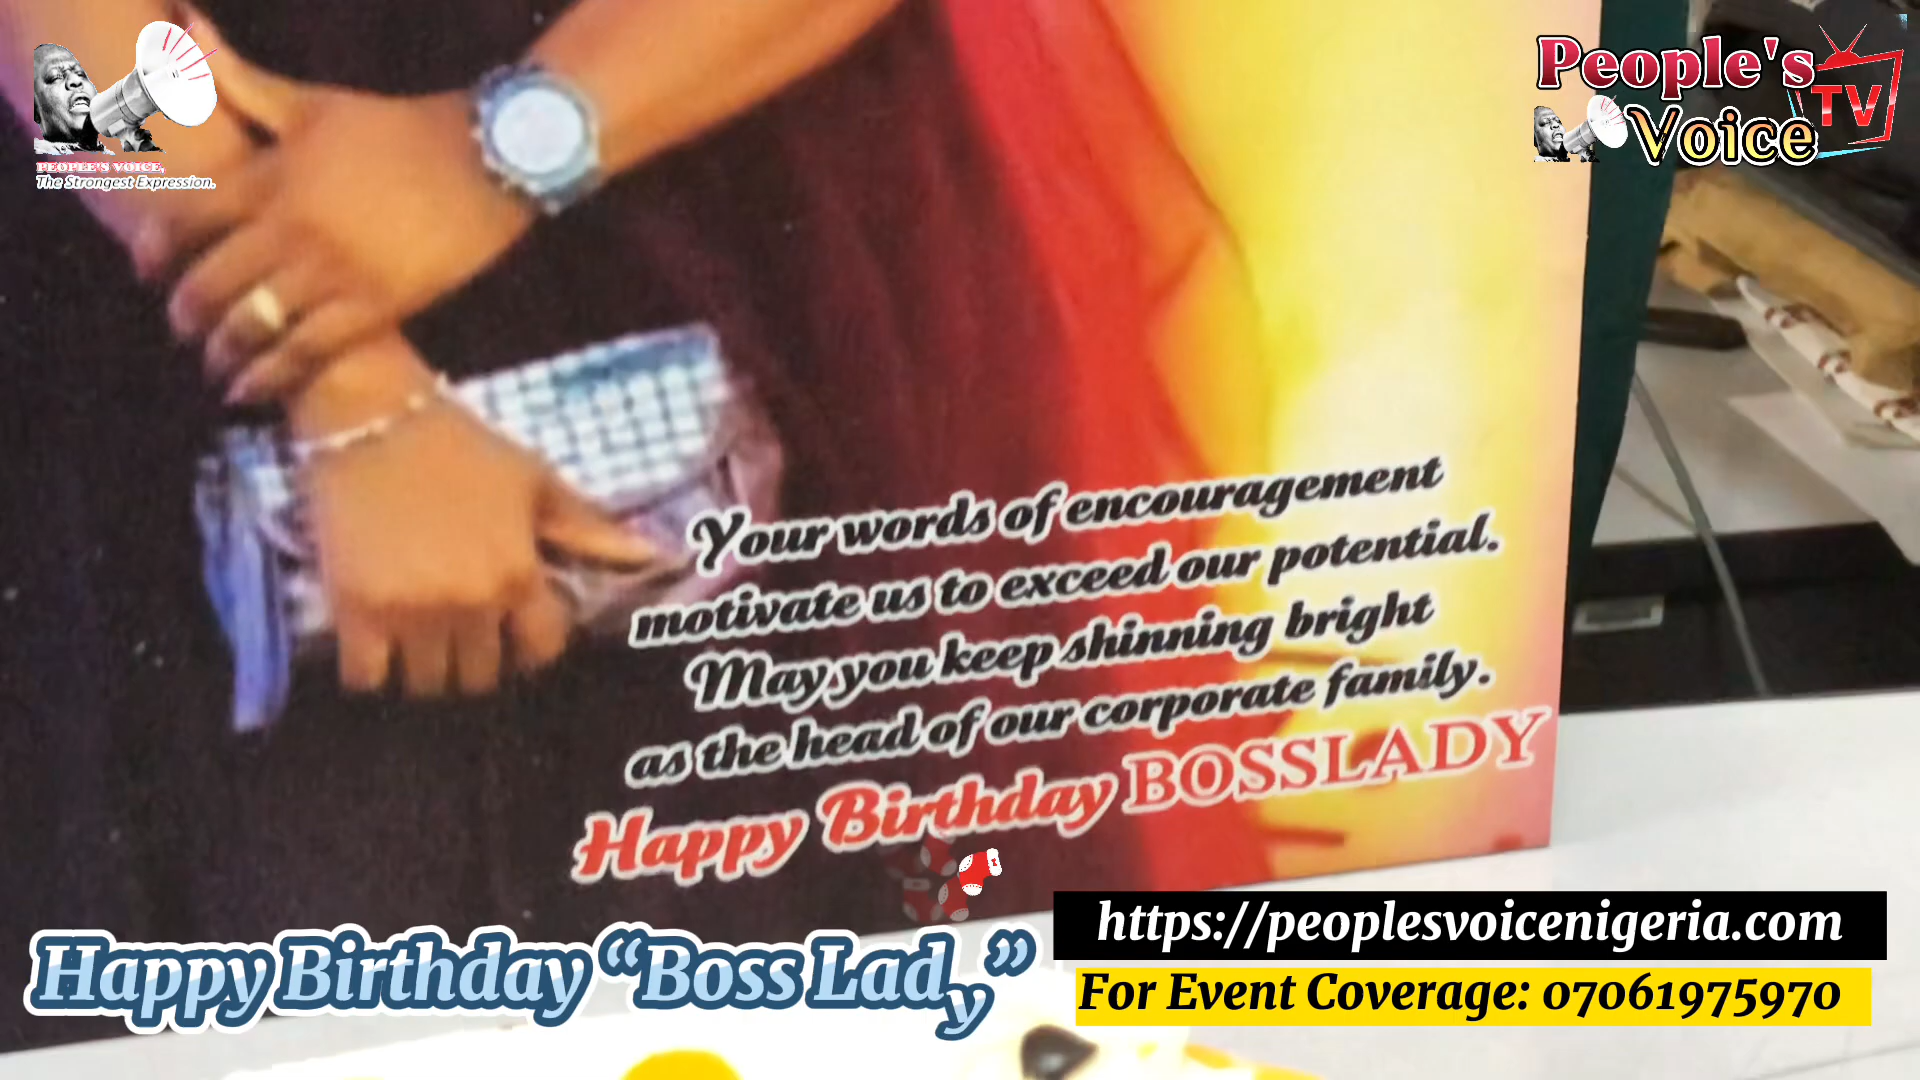 PEOPLE'S VOICE,
The Strongest Expression.
People's
Voice
TV
Your words of encouragement
motivate us to exceed our potential.
May you keep shinning bright
as the head of our corporate family.
Happy Birthday BOSSLADY
Happy Birthday “Boss Lady”
https://peoplesvoicenigeria.com
For Event Coverage: 07061975970